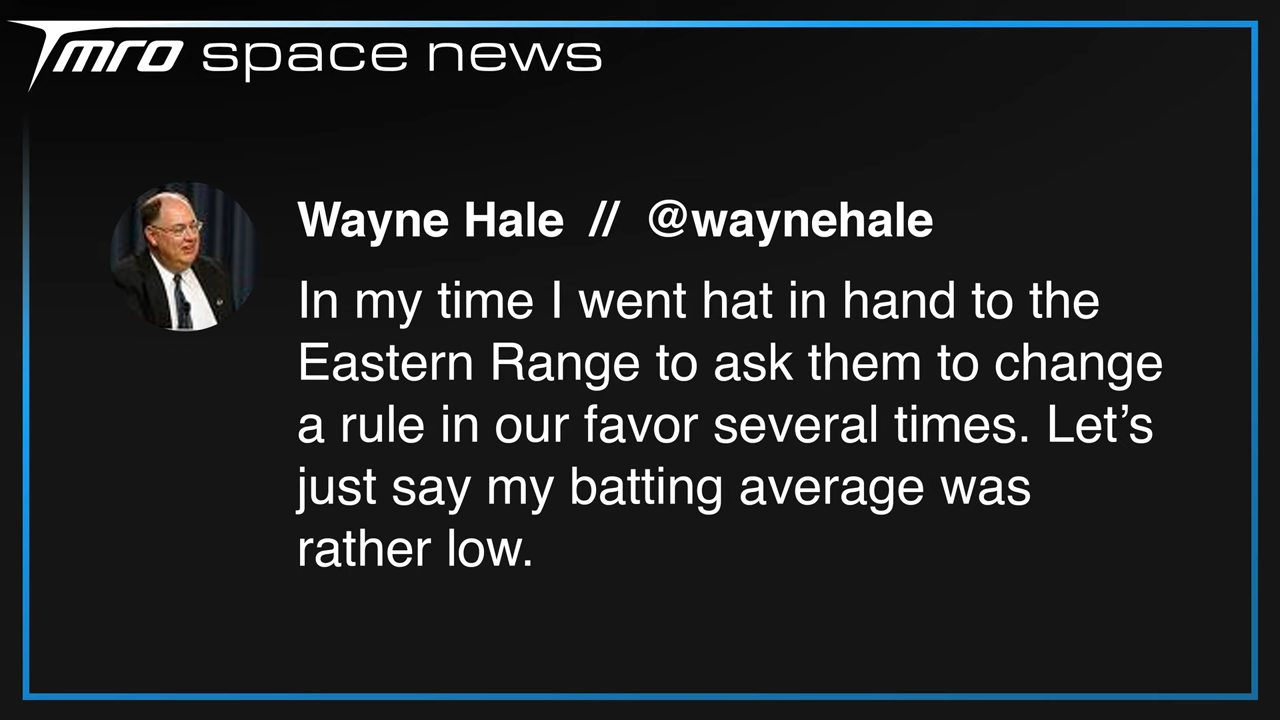 Tmro space news
Wayne Hale // @waynehale
In my time I went hat in hand to the
Eastern Range to ask them to change
a rule in our favor several times. Let’s
just say my batting average was
rather low.